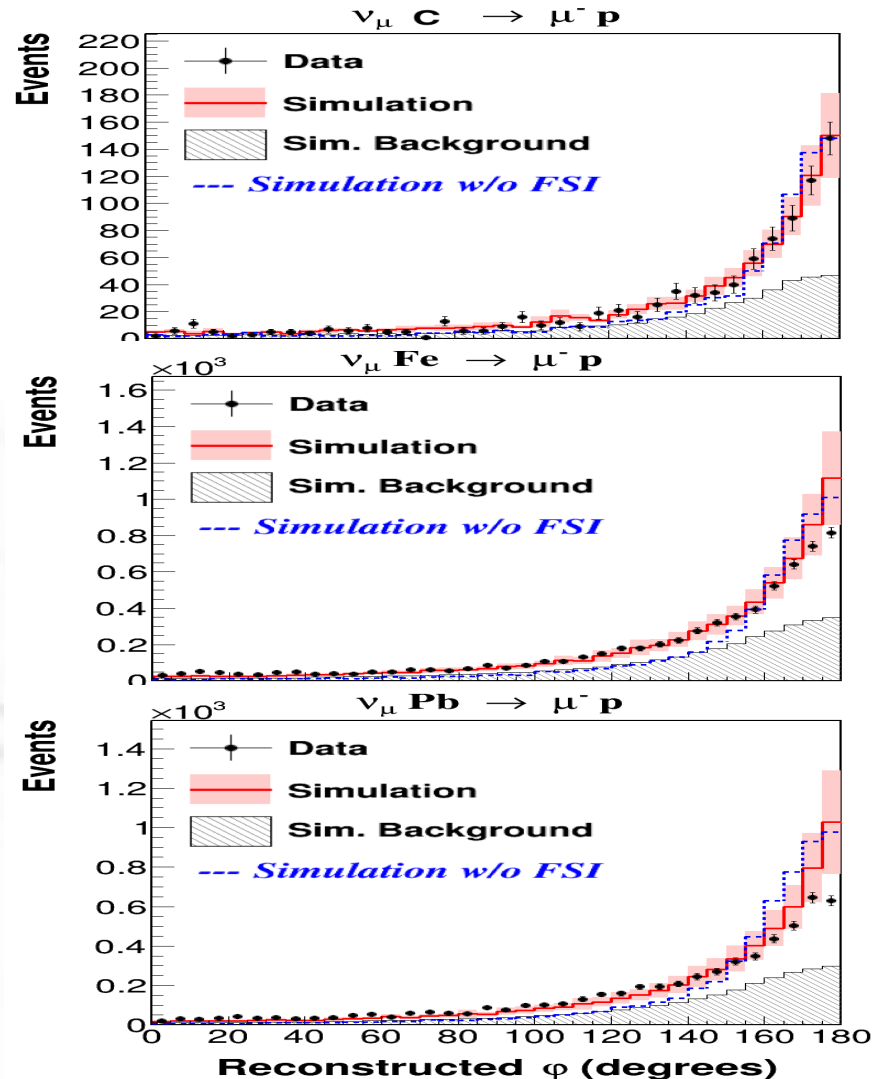 ν_μ C → μ⁻ p
Events
220
200
180
160
140
120
100
80
60
40
20
0
Data
Simulation
Sim. Background
--- Simulation w/o FSI
×10³
ν_μ Fe → μ⁻ p
Events
1.6
1.4
1.2
1
0.8
0.6
0.4
0.2
0
Data
Simulation
Sim. Background
--- Simulation w/o FSI
×10³
ν_μ Pb → μ⁻ p
Events
1.4
1.2
1
0.8
0.6
0.4
0.2
0
Data
Simulation
Sim. Background
--- Simulation w/o FSI
0 20 40 60 80 100 120 140 160 180
Reconstructed φ (degrees)